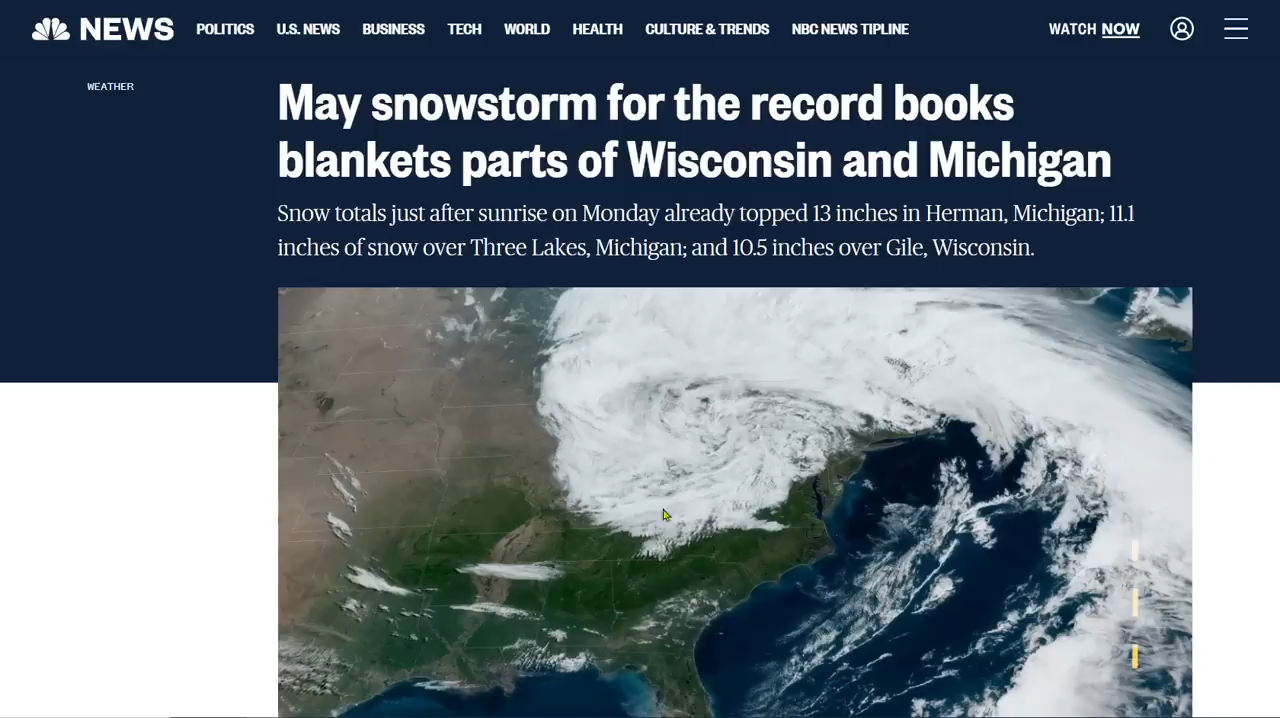 NEWS POLITICS U.S. NEWS BUSINESS TECH WORLD HEALTH CULTURE & TRENDS NBC NEWS TIPLINE WATCH NOW
WEATHER
May snowstorm for the record books
blankets parts of Wisconsin and Michigan
Snow totals just after sunrise on Monday already topped 13 inches in Herman, Michigan; 11.1
inches of snow over Three Lakes, Michigan; and 10.5 inches over Gile, Wisconsin.